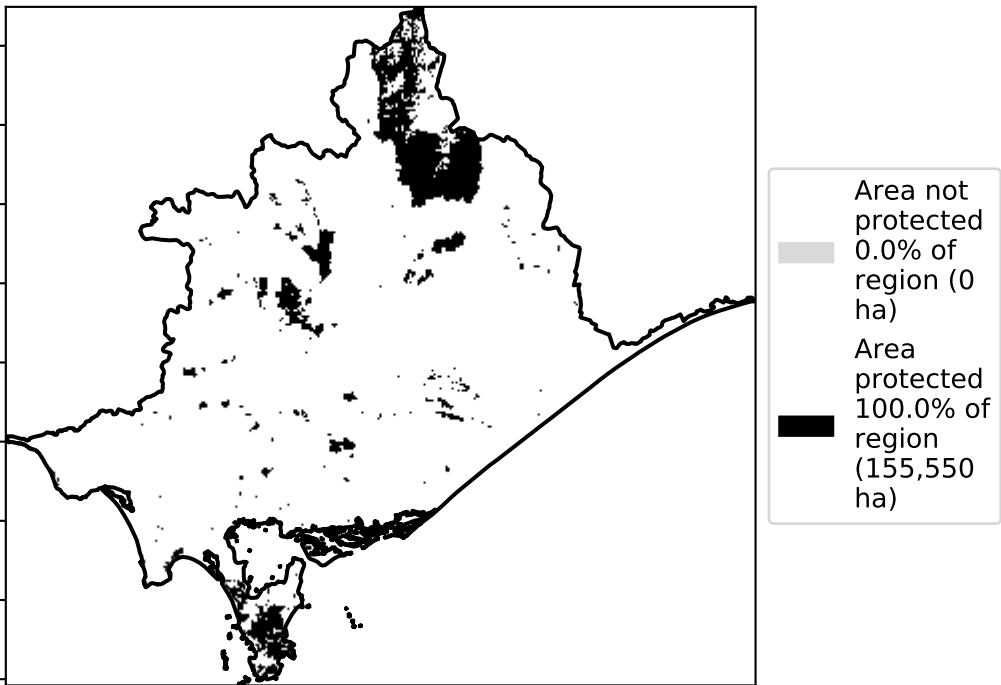 Area not
protected
0.0% of
region (0
ha)
Area
protected
100.0% of
region
(155,550
ha)